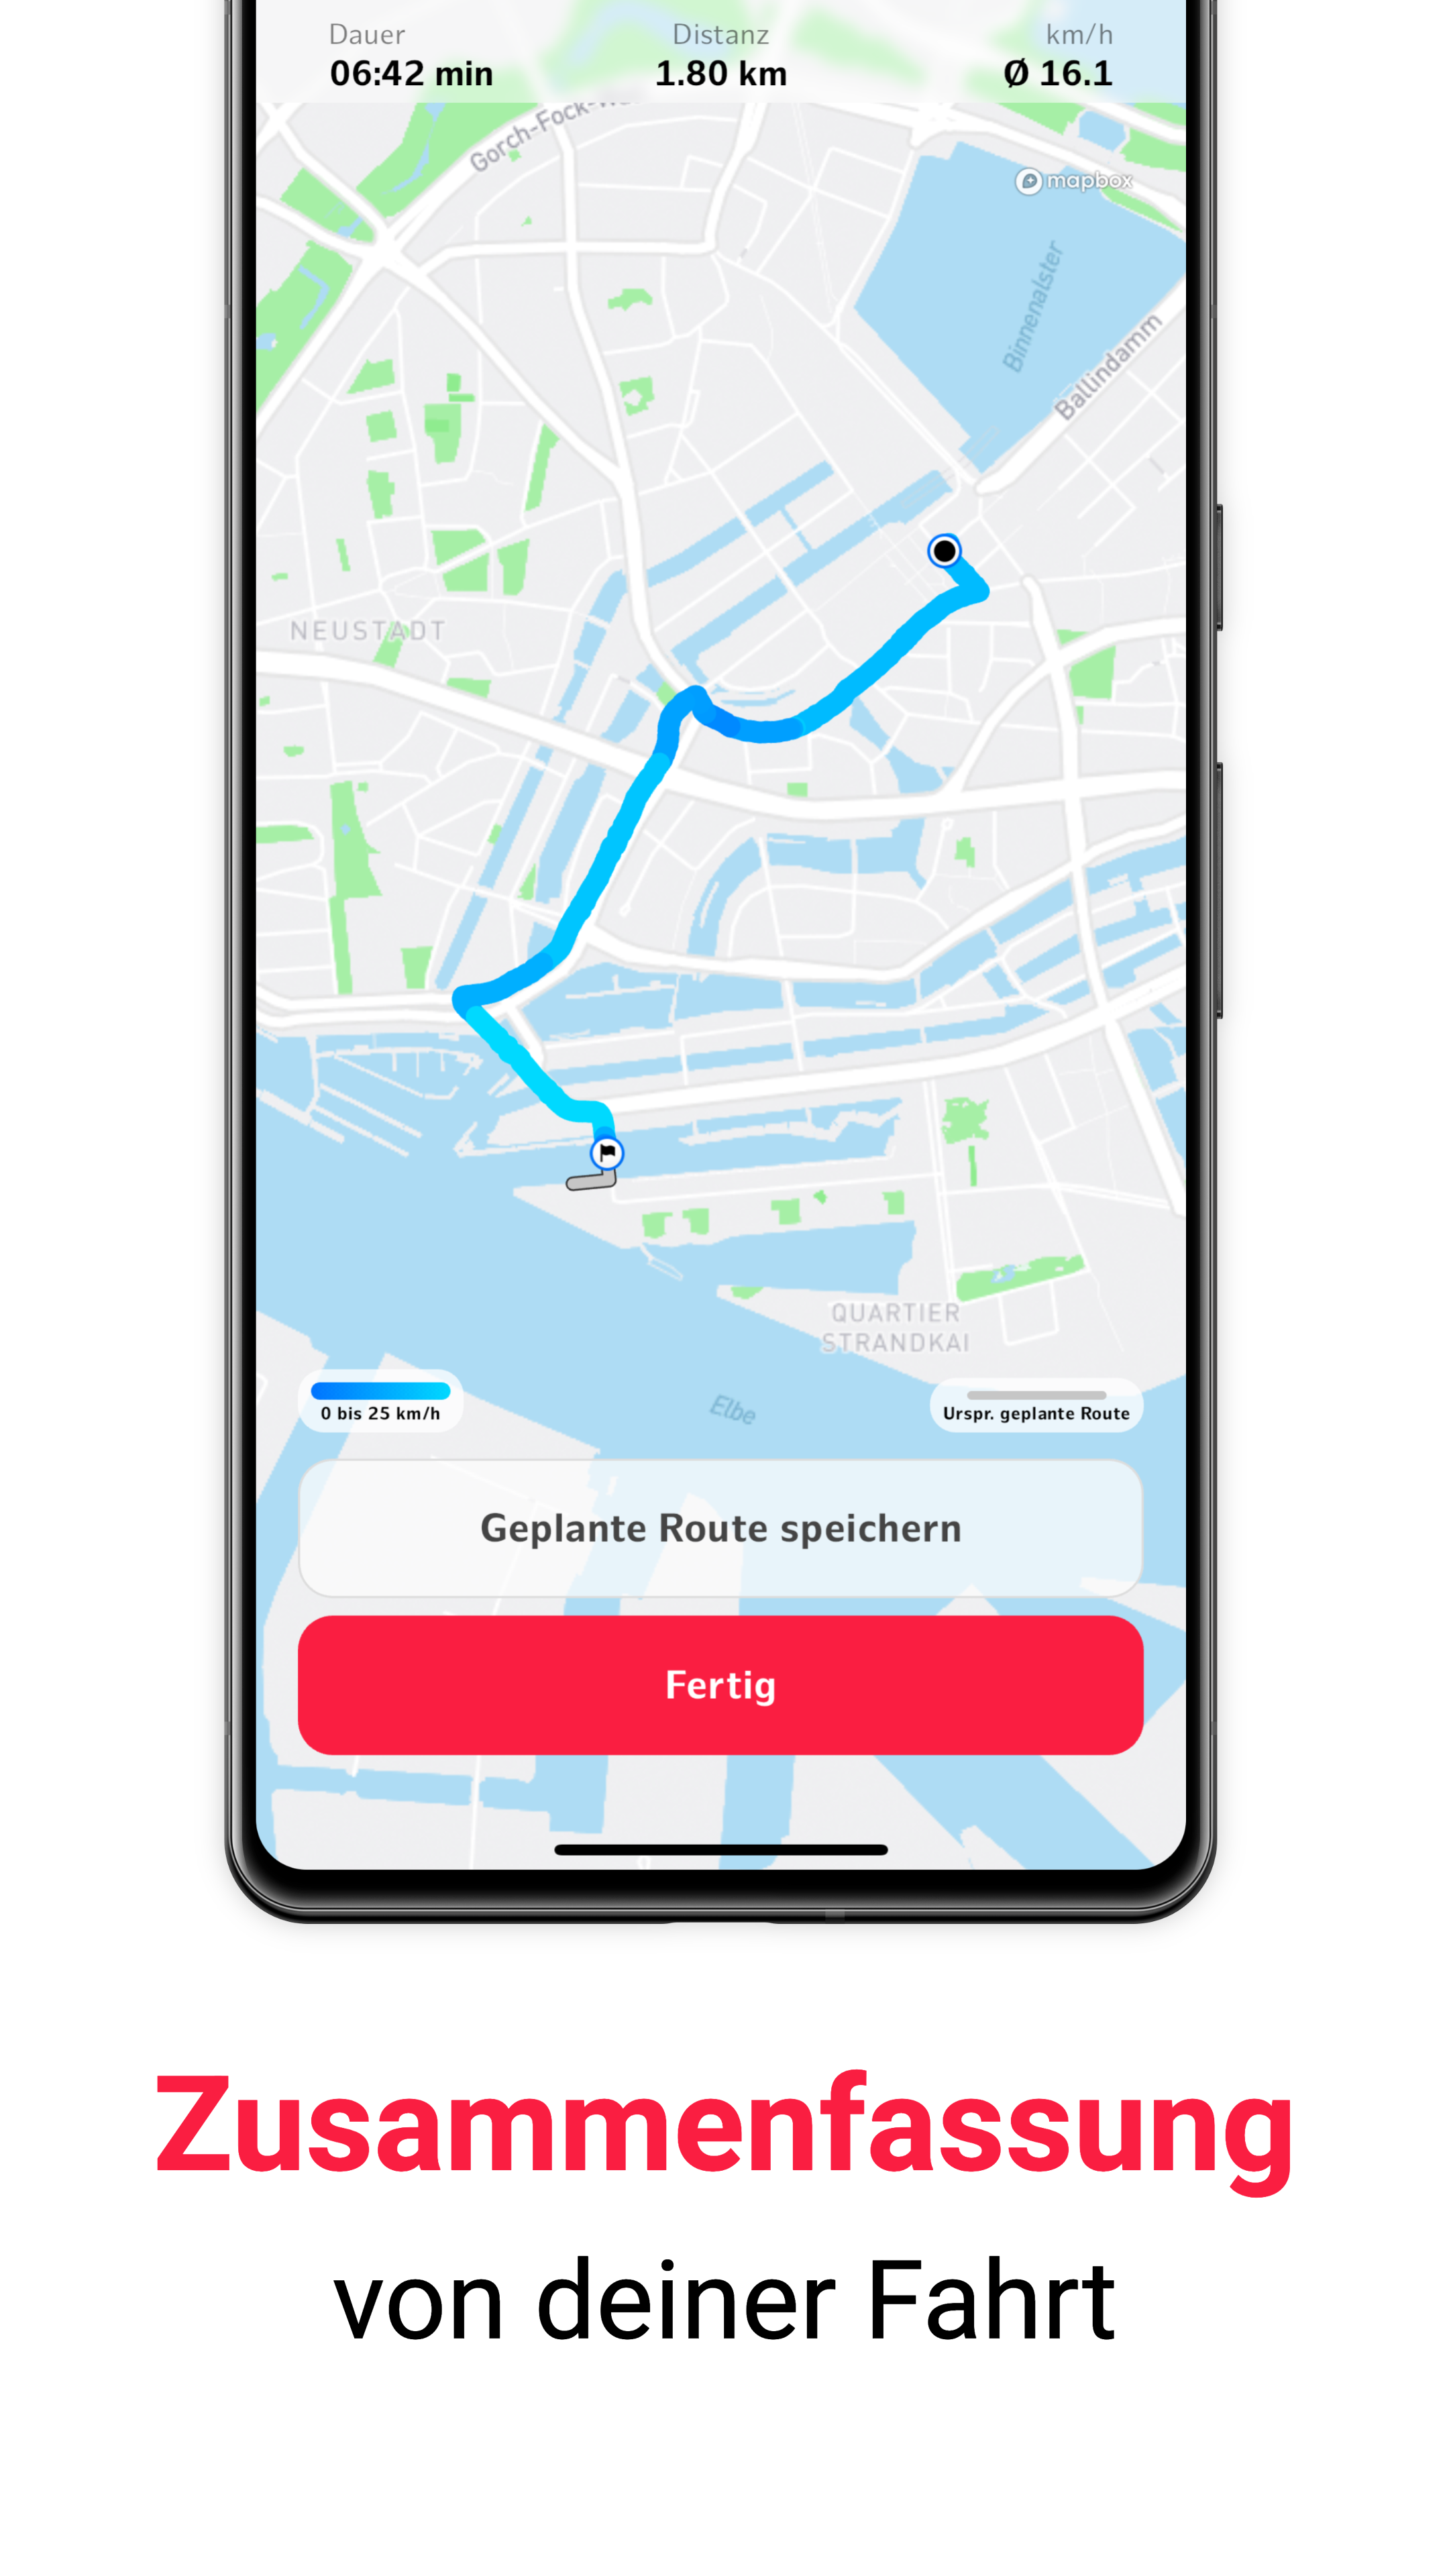 Dauer Distanz km/h
06:42 min 1.80 km Ø 16.1
Gorch-Fock-Wall
mapbox
Binnenalster
Ballindamm
NEUSTADT
QUARTIER
STRANDKAI
Elbe
0 bis 25 km/h
Urspr. geplante Route
Geplante Route speichern
Fertig
Zusammenfassung
von deiner Fahrt